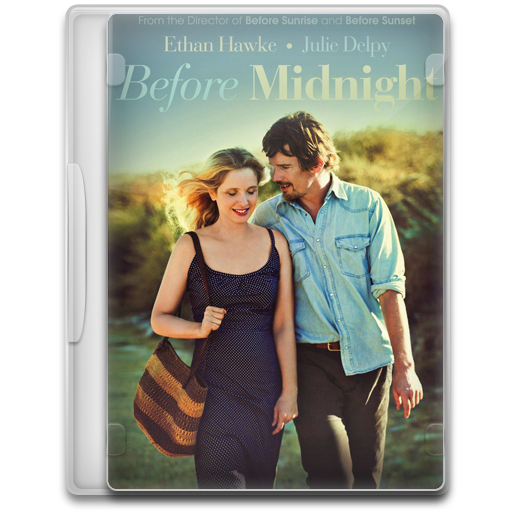 From the Director of Before Sunrise and Before Sunset
Ethan Hawke • Julie Delpy
Before Midnight